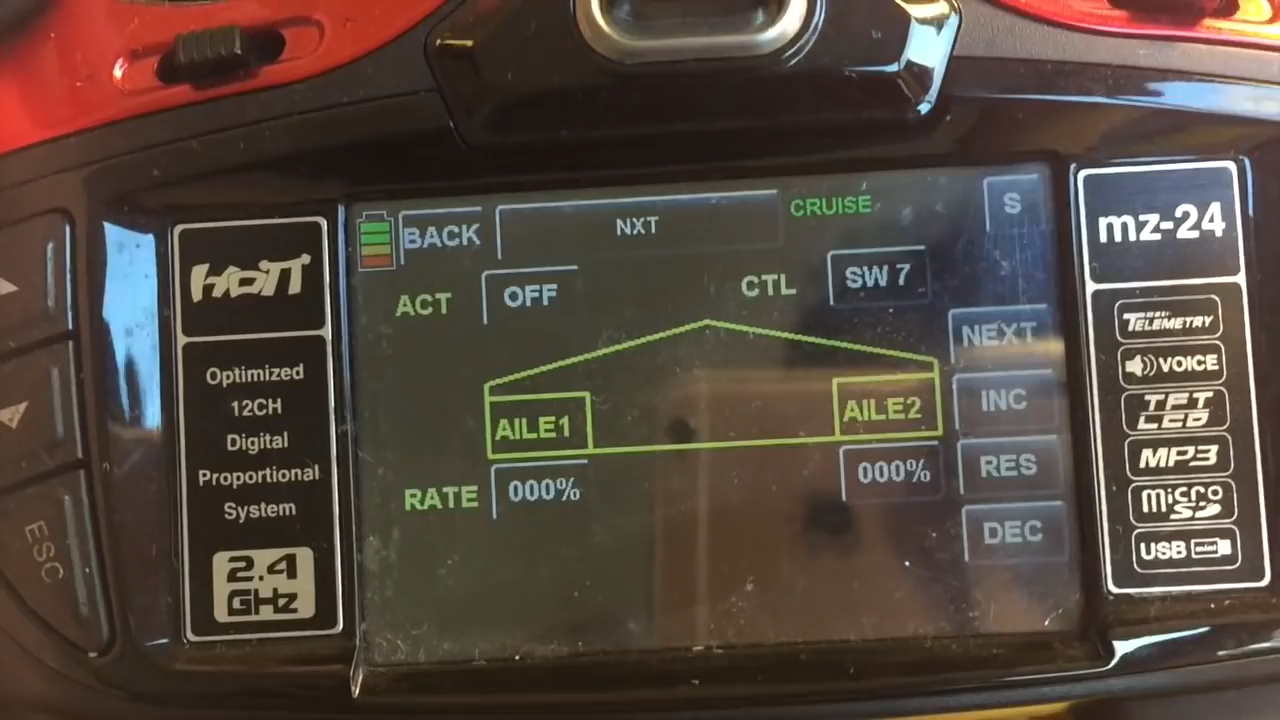 HoTT
Optimized
12CH
Digital
Proportional
System
2.4
GHz
ESC
BACK
NXT
CRUISE
S
ACT
OFF
CTL
SW 7
NEXT
AILE1
AILE2
INC
RATE
000%
000%
RES
DEC
mz-24
TELEMETRY
VOICE
TFT
LED
MP3
micro
SD
USB mini